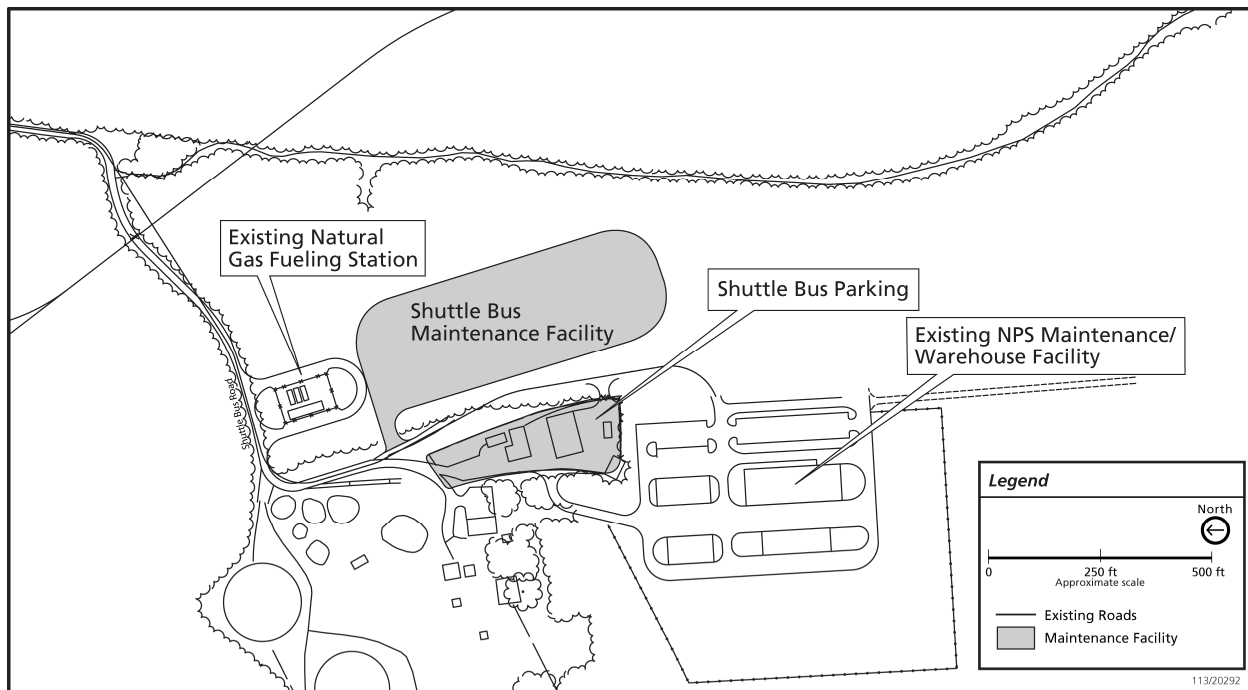 Existing Natural
Gas Fueling Station
Shuttle Bus
Maintenance Facility
Shuttle Bus Parking
Existing NPS Maintenance/
Warehouse Facility
Shuttle Bus Road
Legend
North
0
250 ft
500 ft
Approximate scale
Existing Roads
Maintenance Facility
113/20292